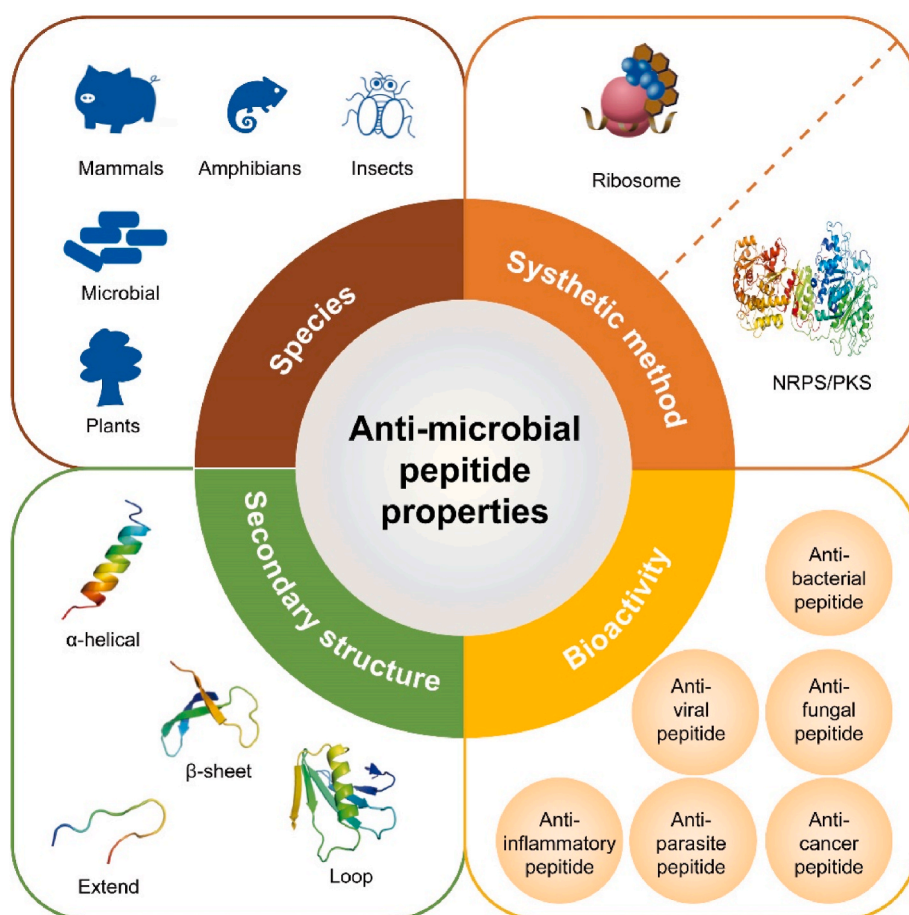 Mammals
Amphibians
Insects
Microbial
Plants
Species
Ribosome
NRPS/PKS
Systhetic method
Anti-microbial
pepitide
properties
Secondary structure
α-helical
β-sheet
Extend
Loop
Bioactivity
Anti-
bacterial
pepitide
Anti-
viral
pepitide
Anti-
fungal
pepitide
Anti-
inflammatory
pepitide
Anti-
parasite
pepitide
Anti-
cancer
pepitide